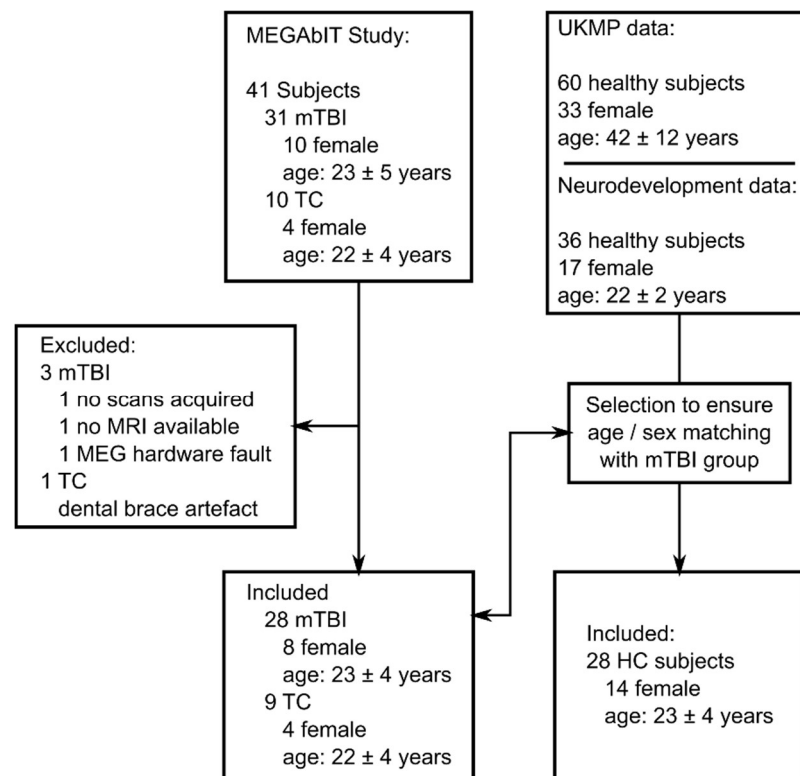 MEGAbIT Study:
41 Subjects
31 mTBI
10 female
age: 23 ± 5 years
10 TC
4 female
age: 22 ± 4 years
UKMP data:
60 healthy subjects
33 female
age: 42 ± 12 years
Neurodevelopment data:
36 healthy subjects
17 female
age: 22 ± 2 years
Excluded:
3 mTBI
1 no scans acquired
1 no MRI available
1 MEG hardware fault
1 TC
dental brace artefact
Selection to ensure
age / sex matching
with mTBI group
Included
28 mTBI
8 female
age: 23 ± 4 years
9 TC
4 female
age: 22 ± 4 years
Included:
28 HC subjects
14 female
age: 23 ± 4 years